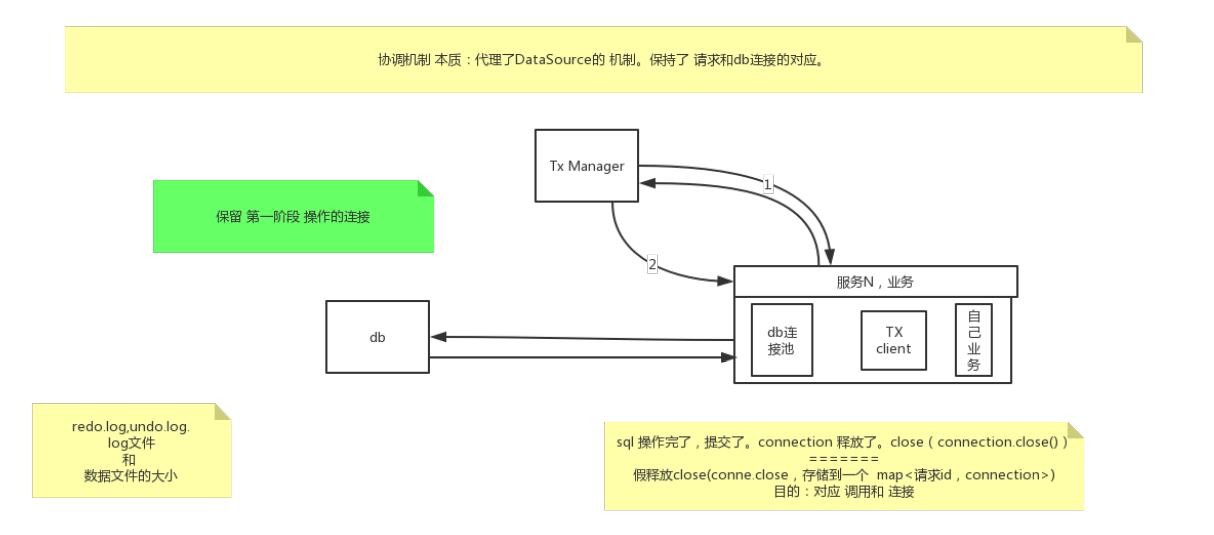 协调机制 本质：代理了DataSource的 机制。保持了 请求和db连接的对应。
Tx Manager
1
保留 第一阶段 操作的连接
2
服务N，业务
db
db连
接池
TX
client
自
己
业
务
redo.log,undo.log.
log文件
和
数据文件的大小
sql 操作完了，提交了。connection 释放了。close（connection.close()）
=======
假释放close(conne.close，存储到一个 map<请求id，connection>)
目的：对应 调用和 连接